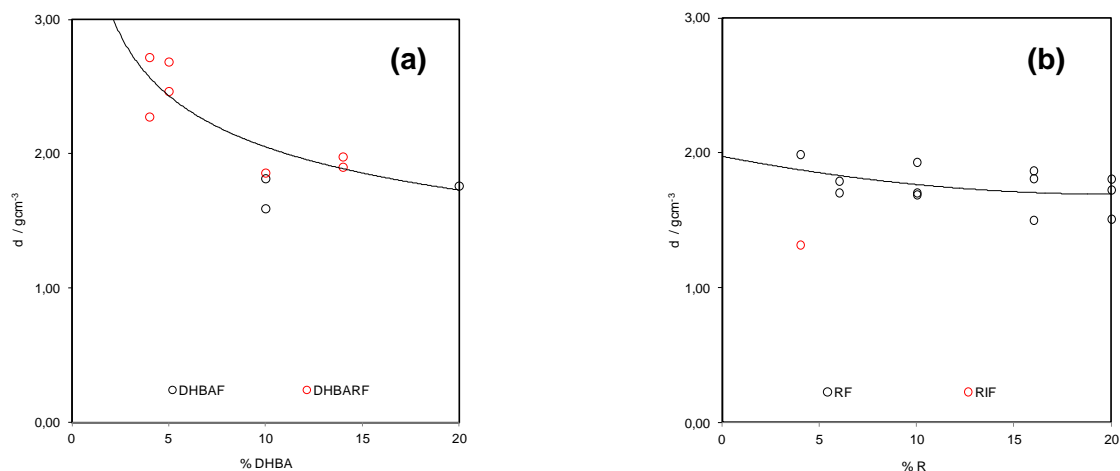 3,00
(a)
2,00
d / gcm-3
1,00
DHBAF DHBARF
0,00
0 5 10 15 20
% DHBA
3,00
(b)
2,00
d / gcm-3
1,00
RF RIF
0,00
0 5 10 15 20
% R